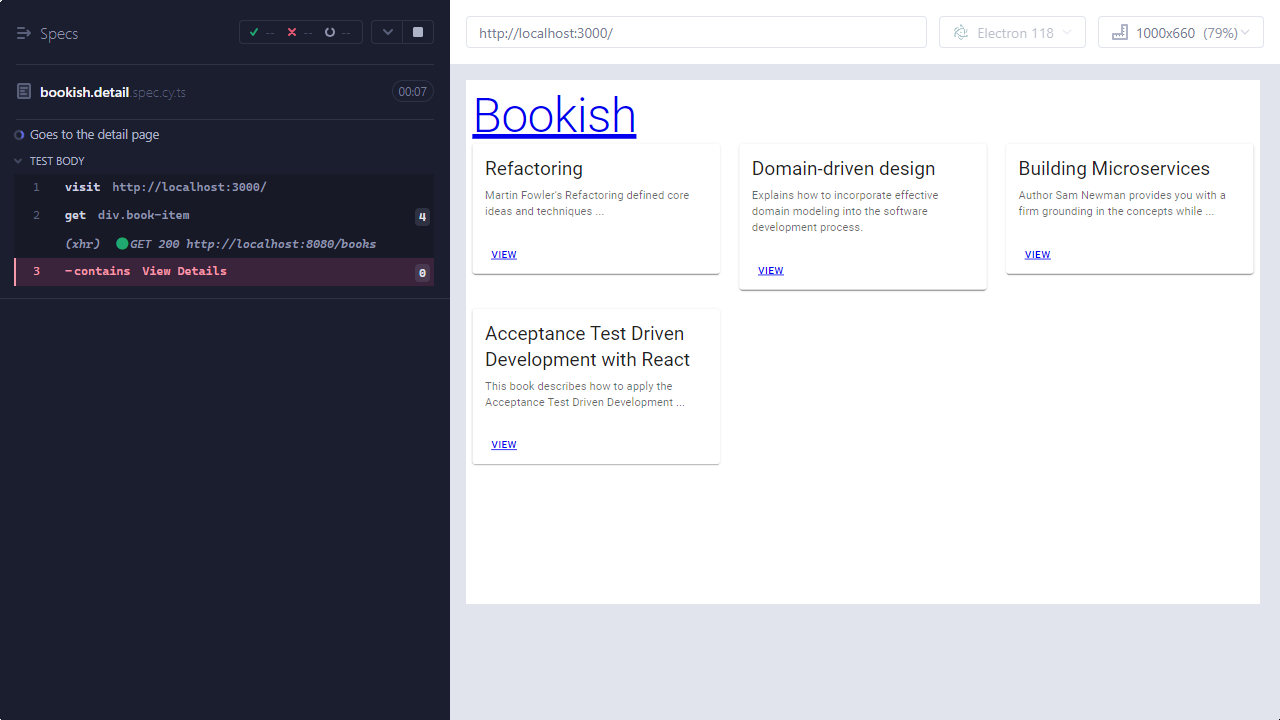 Specs
--
--
--
bookish.detail.spec.cy.ts
00:07
Goes to the detail page
TEST BODY
1 visit http://localhost:3000/
2 get div.book-item 4
(xhr) GET 200 http://localhost:8080/books
3 -contains View Details 0
http://localhost:3000/
Electron 118
1000x660 (79%)
Bookish
Refactoring
Martin Fowler's Refactoring defined core
ideas and techniques ...
VIEW
Domain-driven design
Explains how to incorporate effective
domain modeling into the software
development process.
VIEW
Building Microservices
Author Sam Newman provides you with a
firm grounding in the concepts while ...
VIEW
Acceptance Test Driven
Development with React
This book describes how to apply the
Acceptance Test Driven Development ...
VIEW